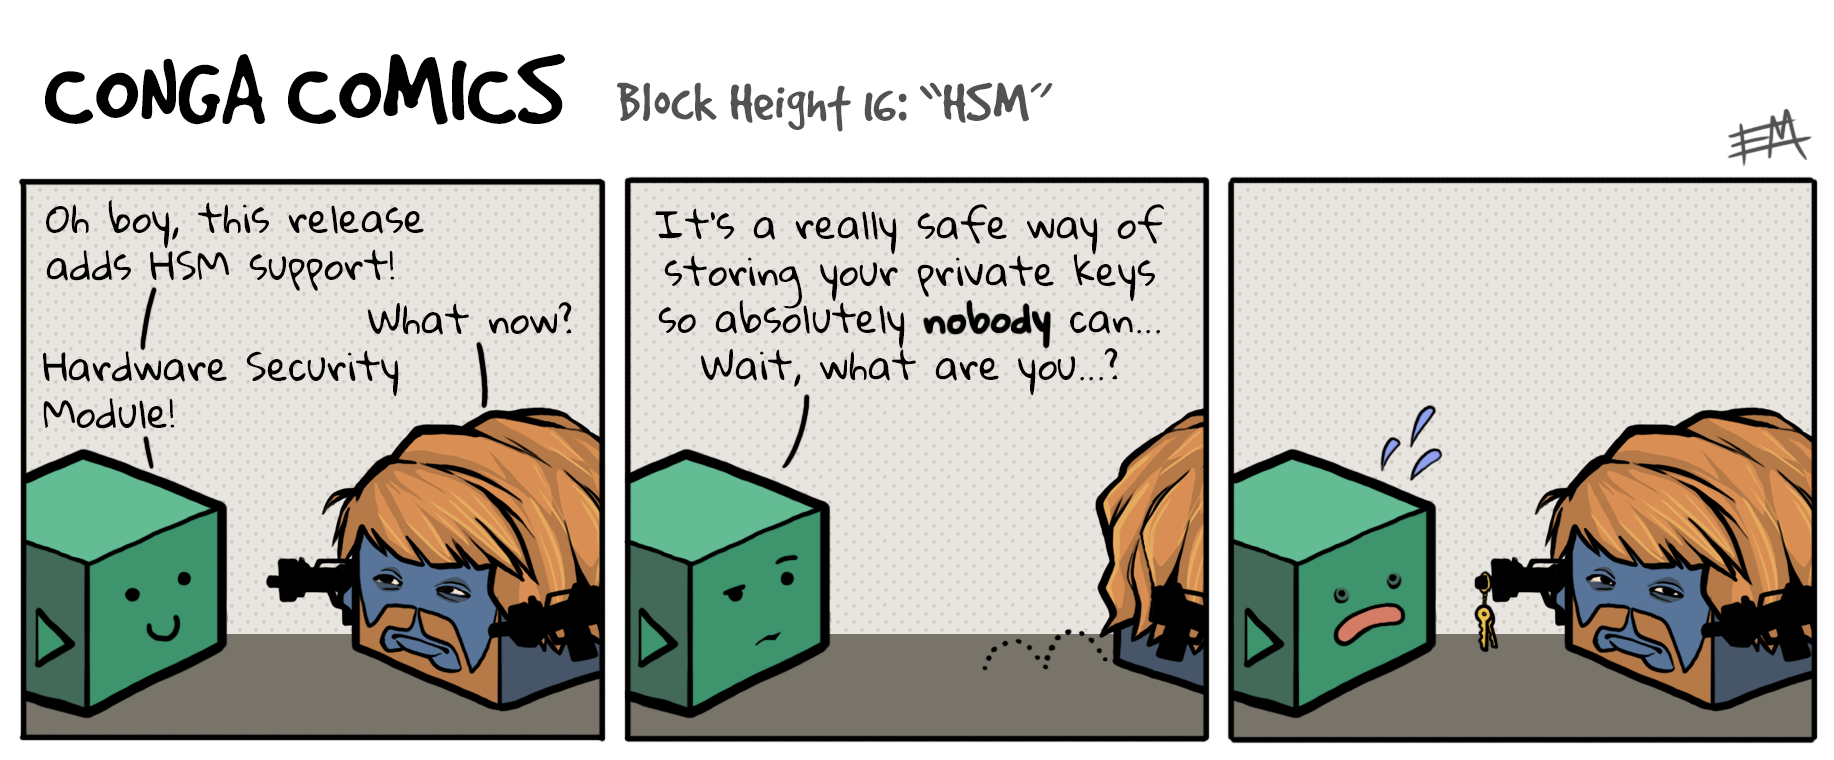 CONGA COMICS
Block Height 16: "HSM"
EM
Oh boy, this release
adds HSM support!
What now?
Hardware Security
Module!
It's a really safe way of
storing your private keys
so absolutely nobody can...
Wait, what are you...?